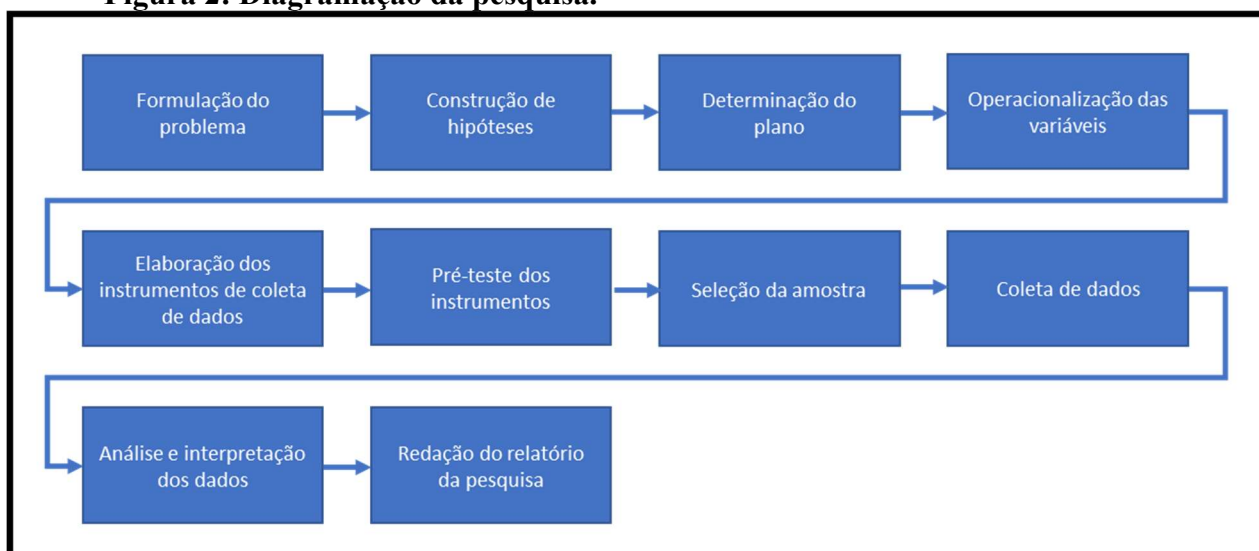 Figura 2: Diagramação da pesquisa.
Formulação do
problema
Construção de
hipóteses
Determinação do
plano
Operacionalização das
variáveis
Elaboração dos
instrumentos de coleta
de dados
Pré-teste dos
instrumentos
Seleção da amostra
Coleta de dados
Análise e interpretação
dos dados
Redação do relatório
da pesquisa